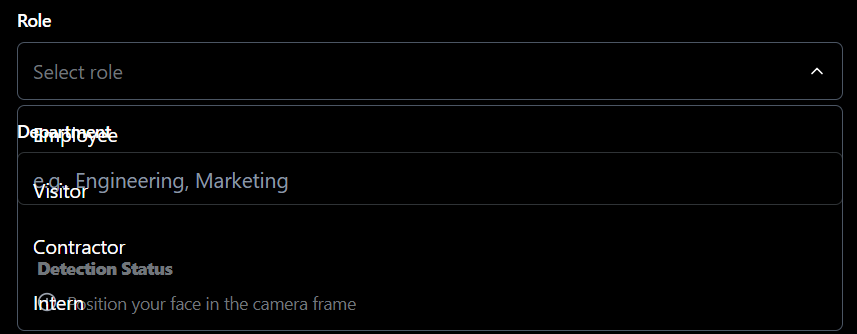 Role
Select role
Employee
Department
e.g., Engineering, Marketing
Visitor
Contractor
Detection Status
Intern
Position your face in the camera frame